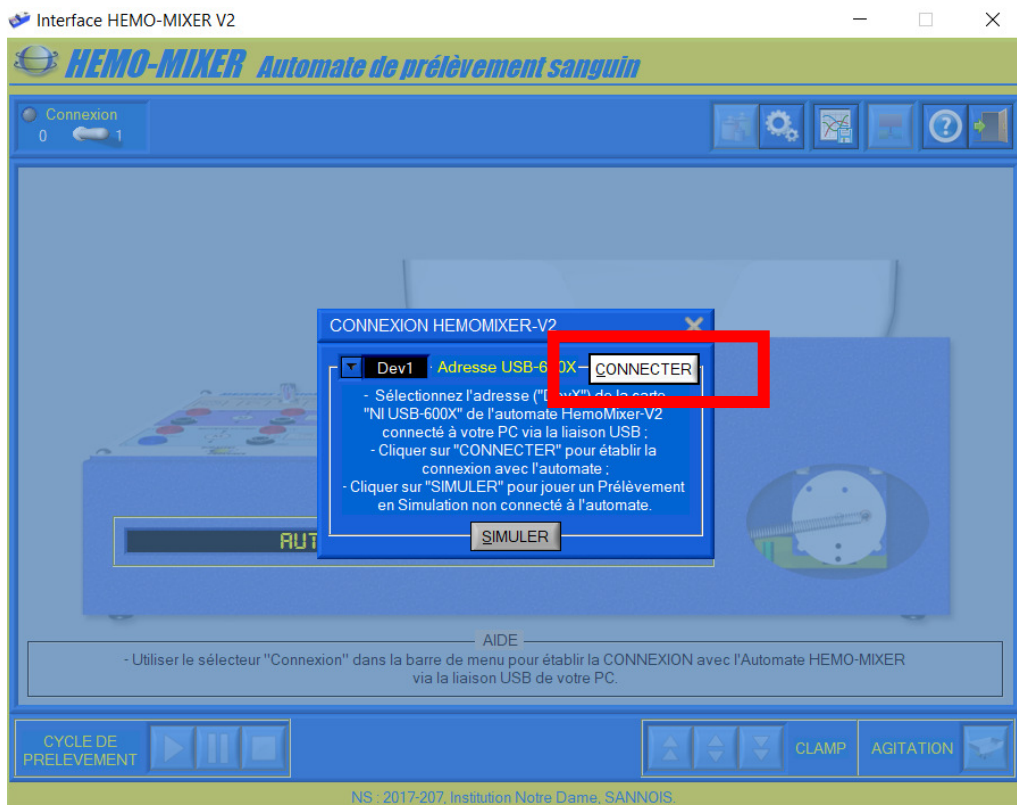 Interface HEMO-MIXER V2
HEMO-MIXER Automate de prélèvement sanguin
Connexion
0 1
CONNEXION HEMOMIXER-V2
Dev1 Adresse USB-600X CONNECTER
- Sélectionnez l'adresse ("DevX") de la carte
"NI USB-600X" de l'automate HemoMixer-V2
connecté à votre PC via la liaison USB ;
- Cliquer sur "CONNECTER" pour établir la
connexion avec l'automate ;
- Cliquer sur "SIMULER" pour jouer un Prélèvement
en Simulation non connecté à l'automate.
SIMULER
AUT
AIDE
- Utiliser le sélecteur "Connexion" dans la barre de menu pour établir la CONNEXION avec l'Automate HEMO-MIXER
via la liaison USB de votre PC.
CYCLE DE
PRELEVEMENT
CLAMP
AGITATION
NS : 2017-207, Institution Notre Dame, SANNOIS.